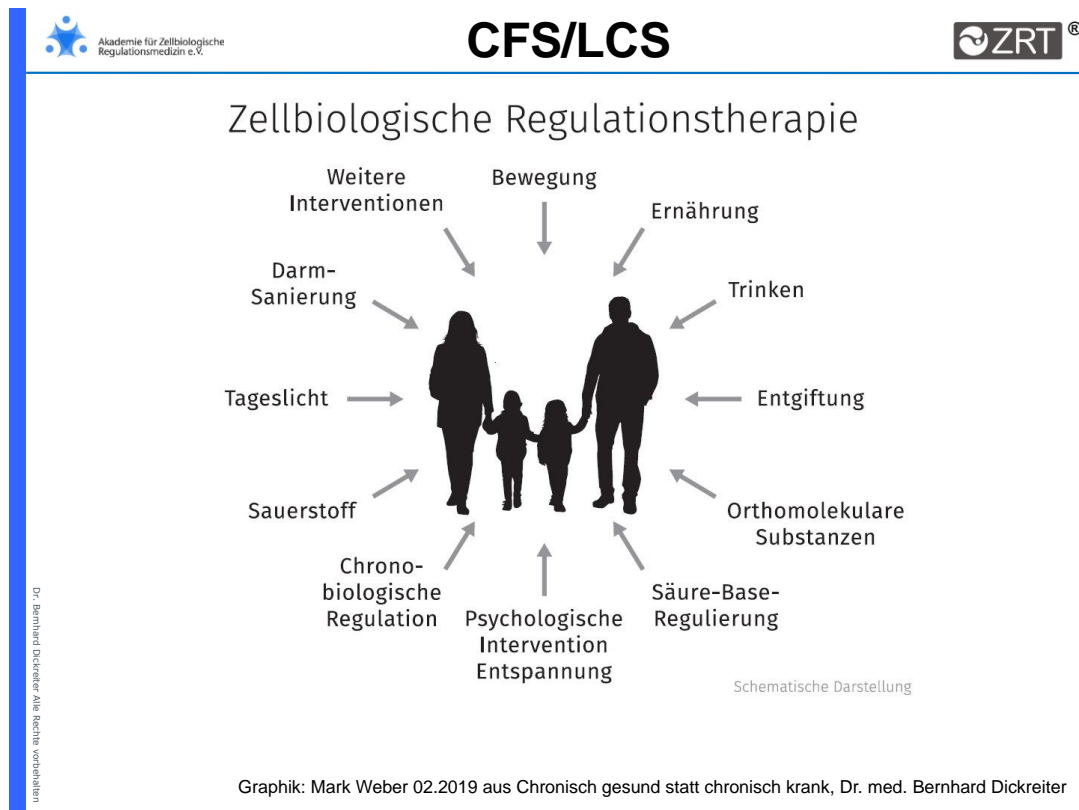 Akademie für Zellbiologische
Regulationsmedizin e.V.
CFS/LCS
ZRT ®
Zellbiologische Regulationstherapie
Weitere
Interventionen
Bewegung
Ernährung
Darm-
Sanierung
Trinken
Tageslicht
Entgiftung
Sauerstoff
Orthomolekulare
Substanzen
Chrono-
biologische
Regulation
Psychologische
Intervention
Entspannung
Säure-Base-
Regulierung
Schematische Darstellung
Dr. Bernhard Dickreiter Alle Rechte vorbehalten
Graphik: Mark Weber 02.2019 aus Chronisch gesund statt chronisch krank, Dr. med. Bernhard Dickreiter